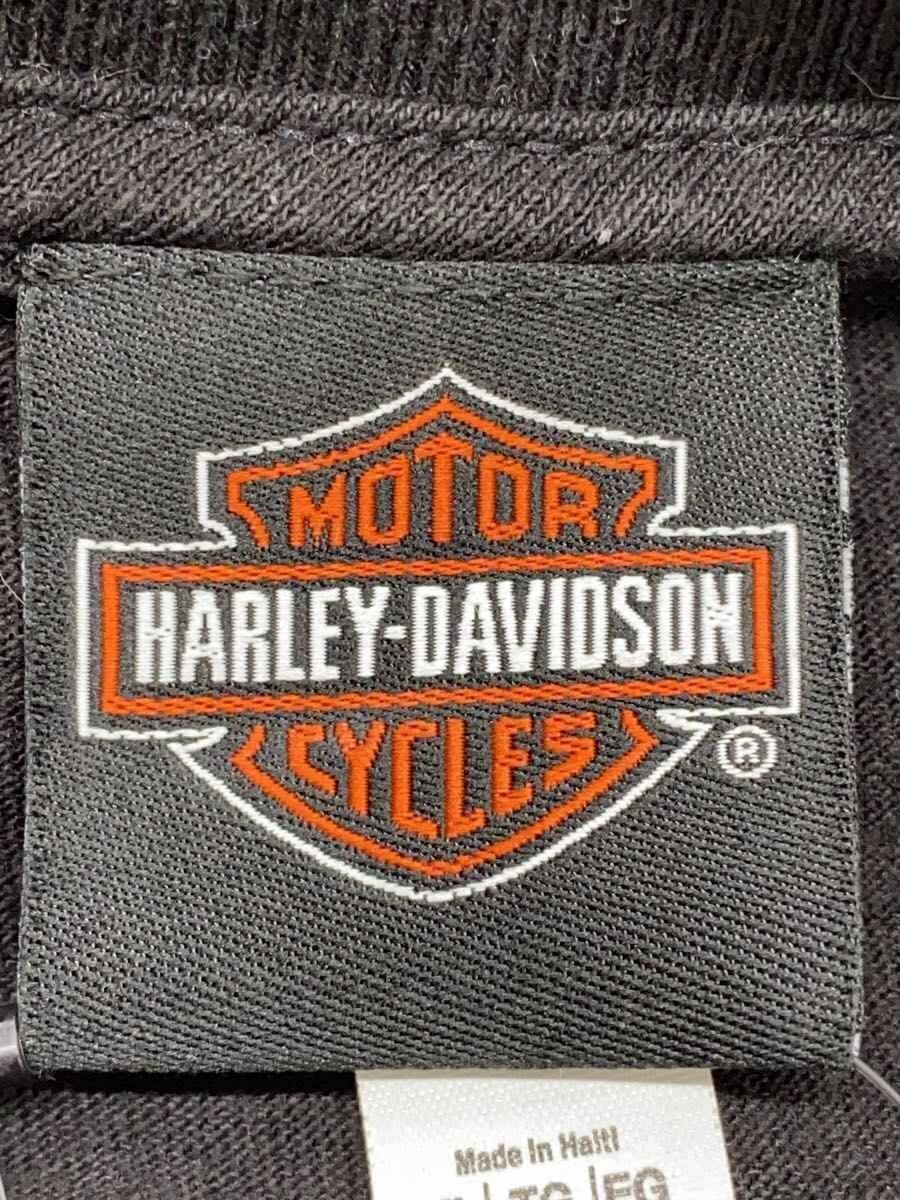 MOTOR
HARLEY-DAVIDSON
CYCLES
®
Made in Haiti